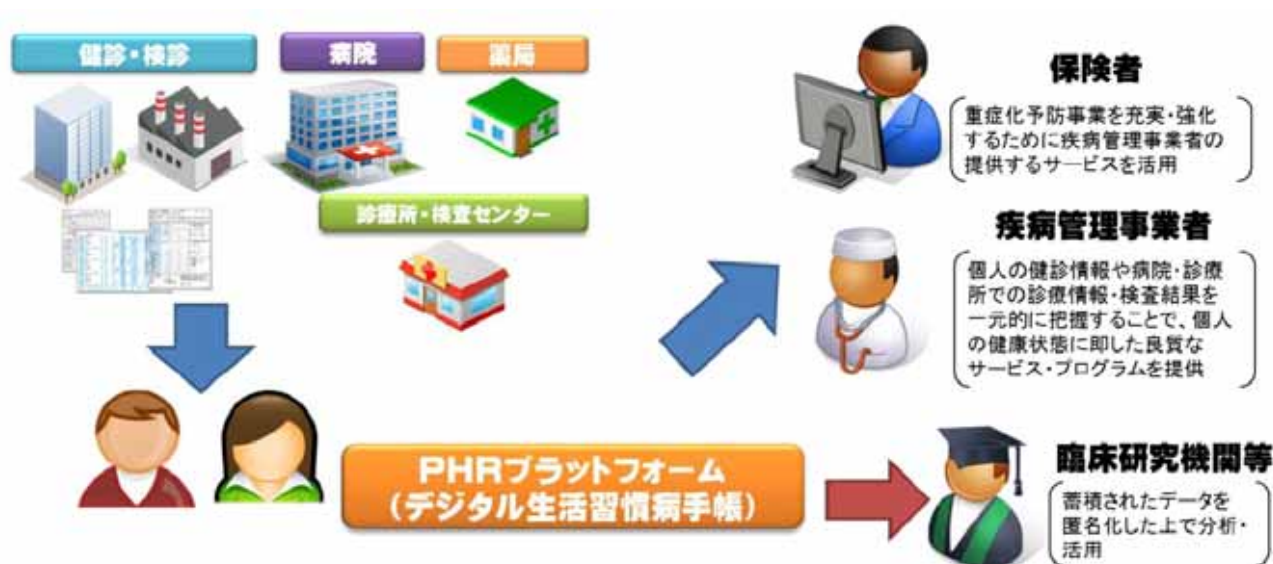 健診・検診
病院
薬局
診療所・検査センター
保険者
重症化予防事業を充実・強化
するために疾病管理事業者の
提供するサービスを活用
疾病管理事業者
個人の健診情報や病院・診療
所での診療情報・検査結果を
一元的に把握することで、個人
の健康状態に即した良質な
サービス・プログラムを提供
PHRプラットフォーム
(デジタル生活習慣病手帳)
臨床研究機関等
蓄積されたデータを
匿名化した上で分析・
活用